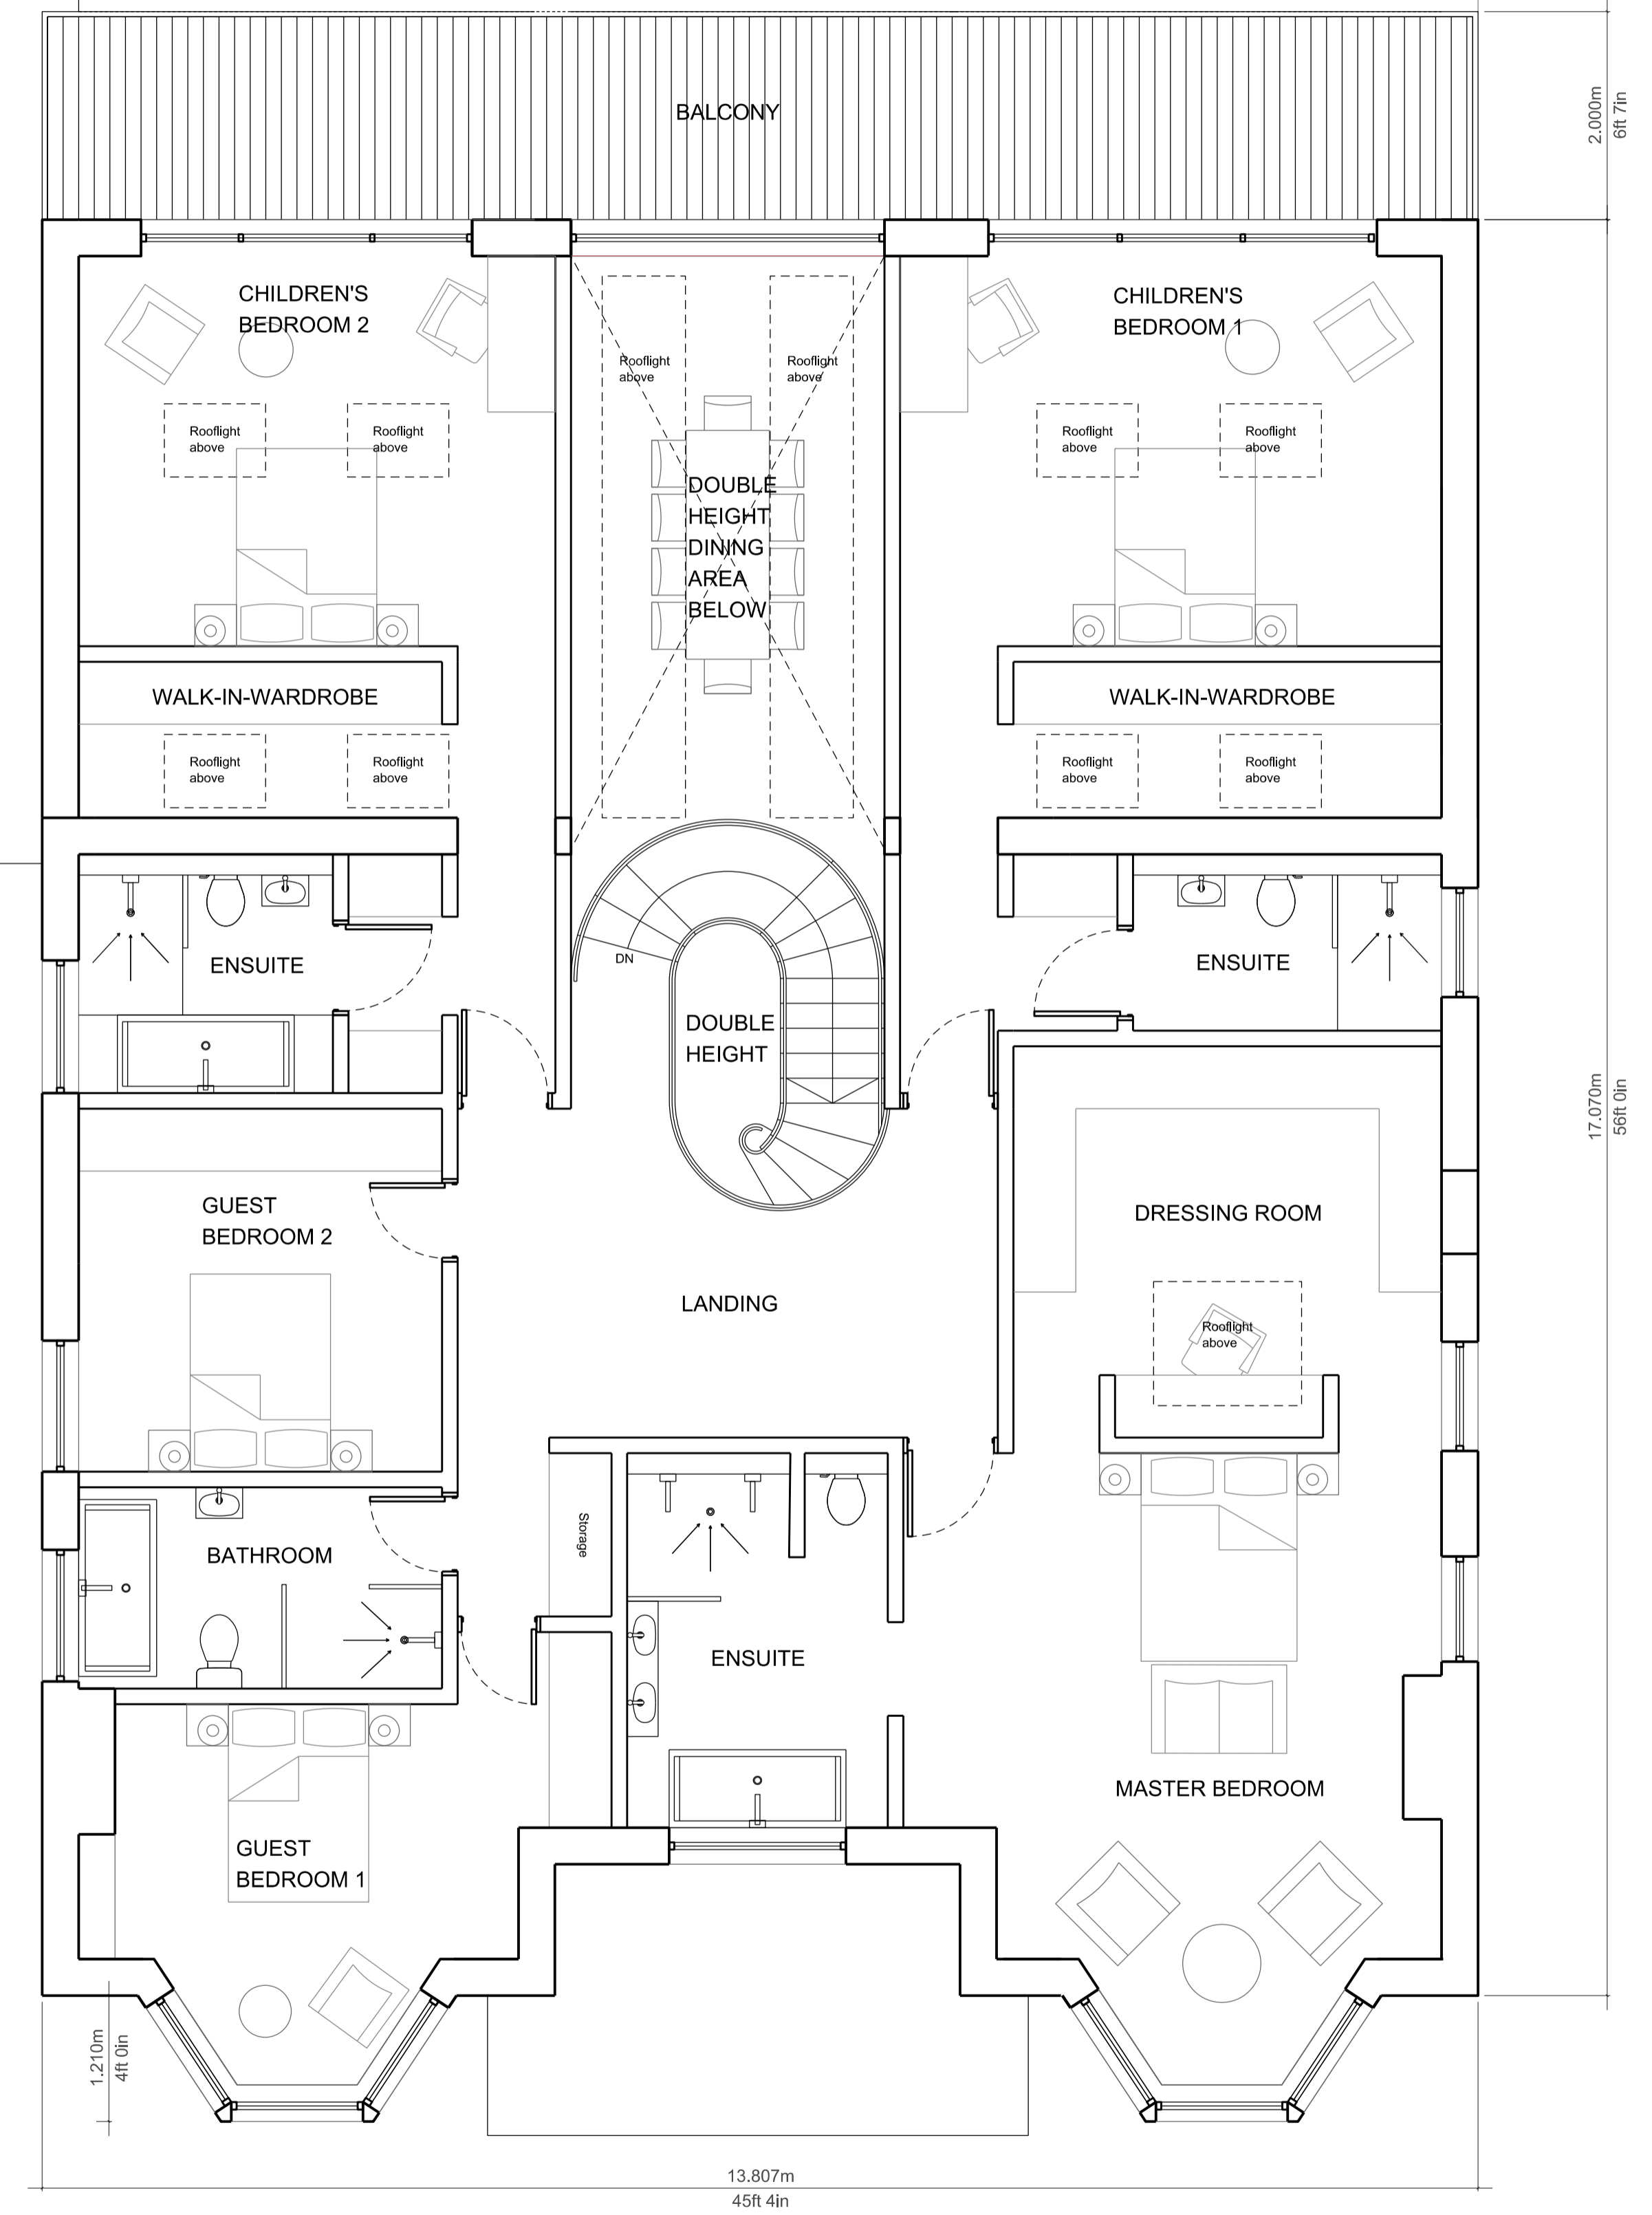 BALCONY
2.000m
6ft 7in
CHILDREN'S
BEDROOM 2
CHILDREN'S
BEDROOM 1
Rooflight
above
Rooflight
above
Rooflight
above
Rooflight
above
Rooflight
above
Rooflight
above
DOUBLE
HEIGHT
DINING
AREA
BELOW
WALK-IN-WARDROBE
WALK-IN-WARDROBE
Rooflight
above
Rooflight
above
Rooflight
above
Rooflight
above
ENSUITE
DN
ENSUITE
DOUBLE
HEIGHT
17.070m
56ft 0in
GUEST
BEDROOM 2
DRESSING ROOM
LANDING
Rooflight
above
Storage
BATHROOM
ENSUITE
MASTER BEDROOM
GUEST
BEDROOM 1
1.210m
4ft 0in
13.807m
45ft 4in